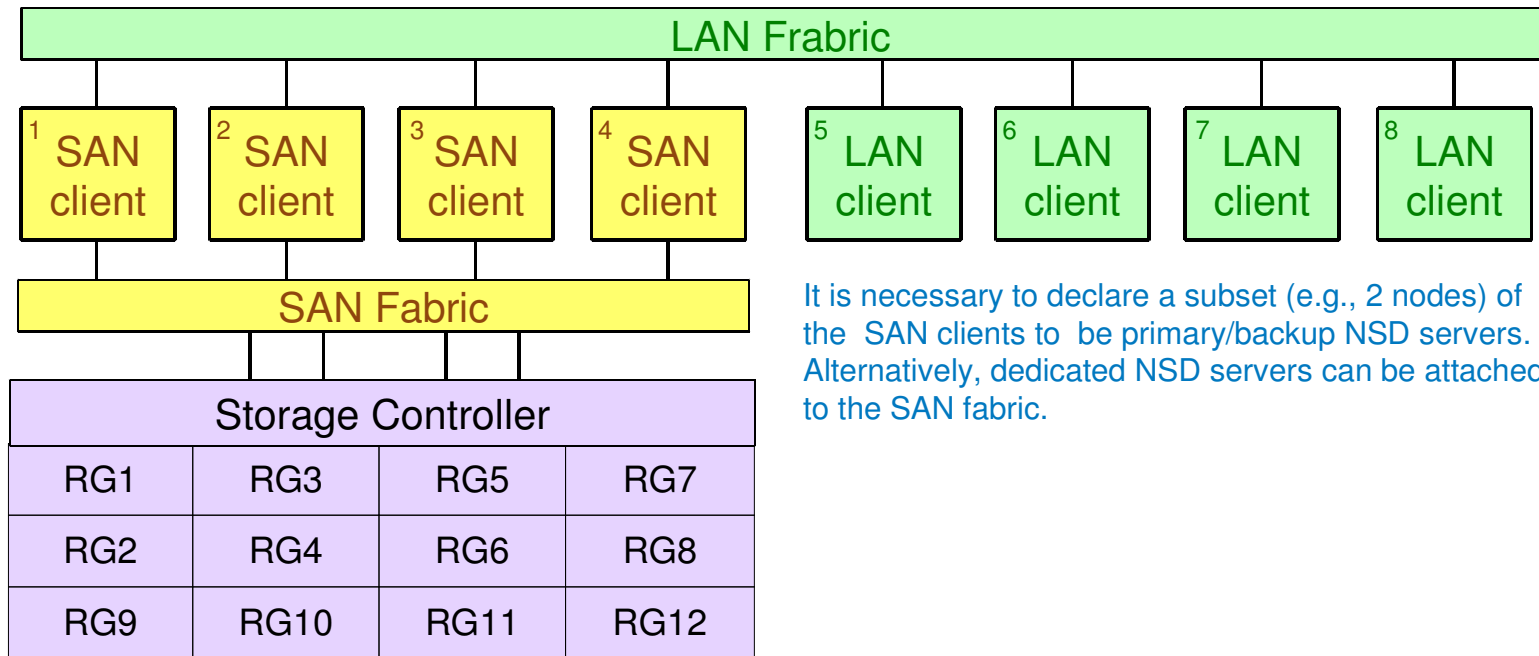 LAN Frabric
1 SAN client
2 SAN client
3 SAN client
4 SAN client
5 LAN client
6 LAN client
7 LAN client
8 LAN client
SAN Fabric
It is necessary to declare a subset (e.g., 2 nodes) of
the SAN clients to be primary/backup NSD servers.
Alternatively, dedicated NSD servers can be attached
to the SAN fabric.
Storage Controller
RG1 RG3 RG5 RG7
RG2 RG4 RG6 RG8
RG9 RG10 RG11 RG12